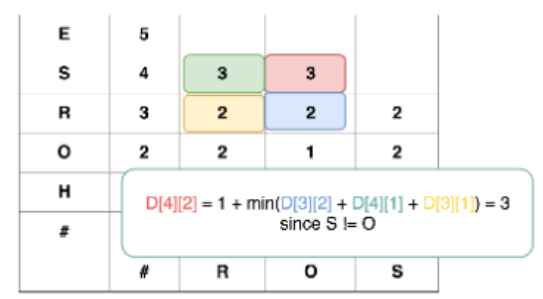 E 5
S 4 3 3
R 3 2 2 2
O 2 2 1 2
H
D[4][2] = 1 + min(D[3][2] + D[4][1] + D[3][1]) = 3
#
since S != O
# R O S